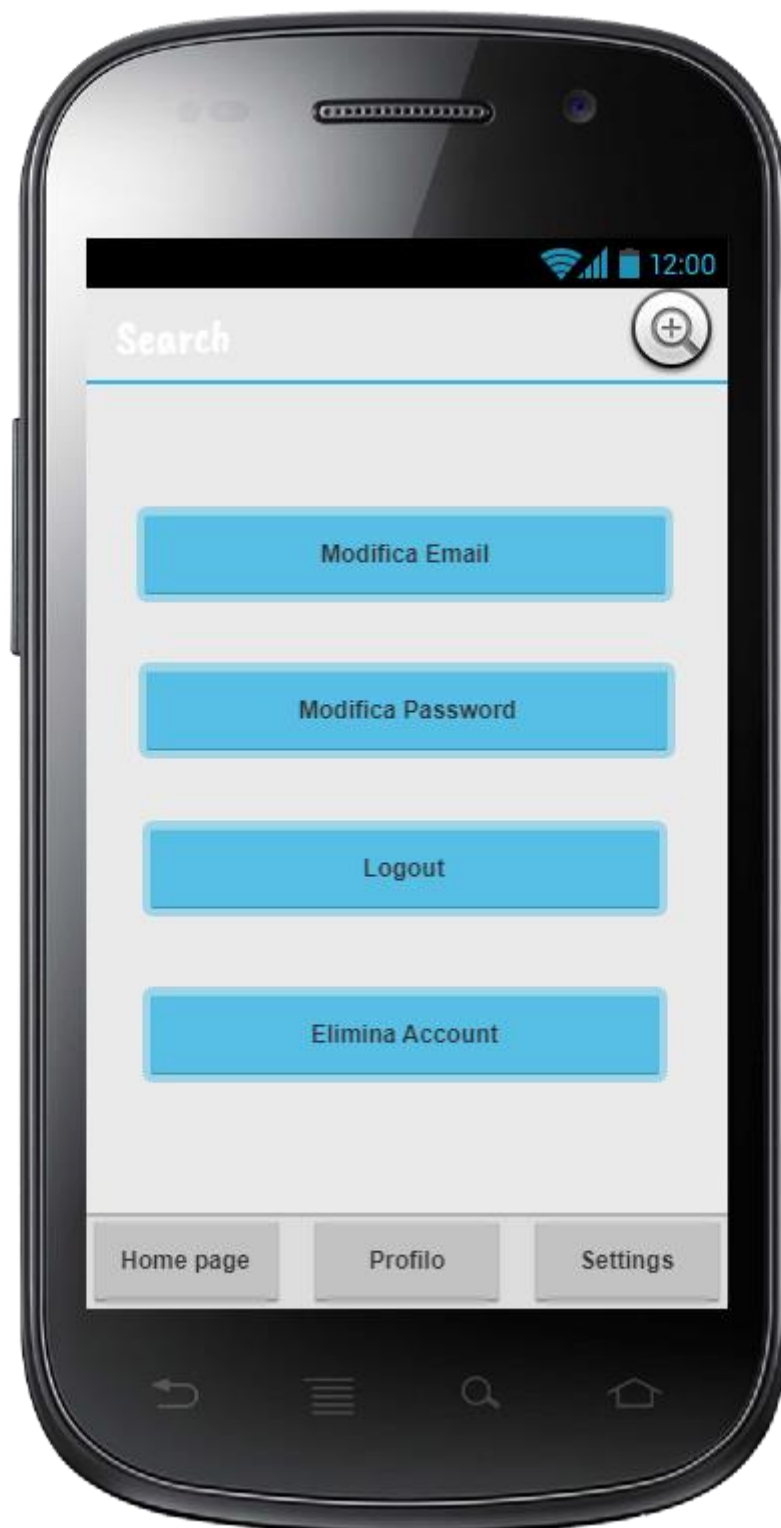 12:00
Search
Modifica Email
Modifica Password
Logout
Elimina Account
Home page Profilo Settings